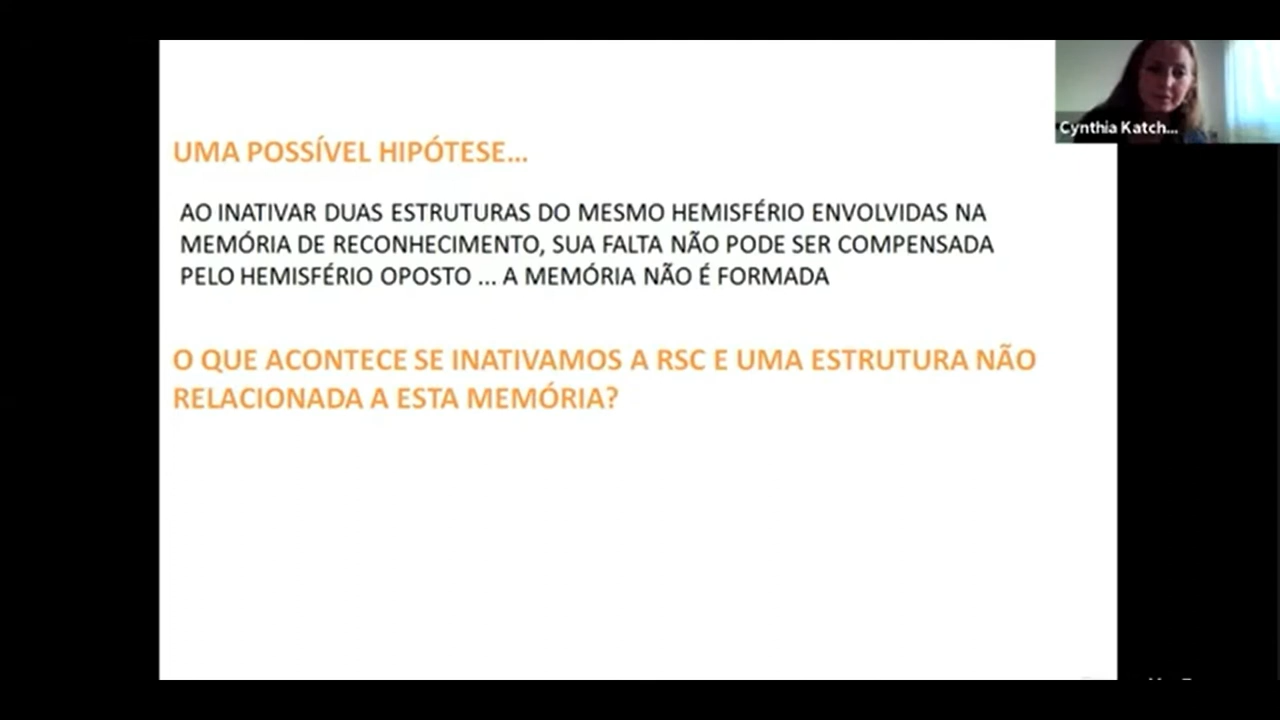 Cynthia Katch...
UMA POSSÍVEL HIPÓTESE...
AO INATIVAR DUAS ESTRUTURAS DO MESMO HEMISFÉRIO ENVOLVIDAS NA
MEMÓRIA DE RECONHECIMENTO, SUA FALTA NÃO PODE SER COMPENSADA
PELO HEMISFÉRIO OPOSTO ... A MEMÓRIA NÃO É FORMADA
O QUE ACONTECE SE INATIVAMOS A RSC E UMA ESTRUTURA NÃO
RELACIONADA A ESTA MEMÓRIA?